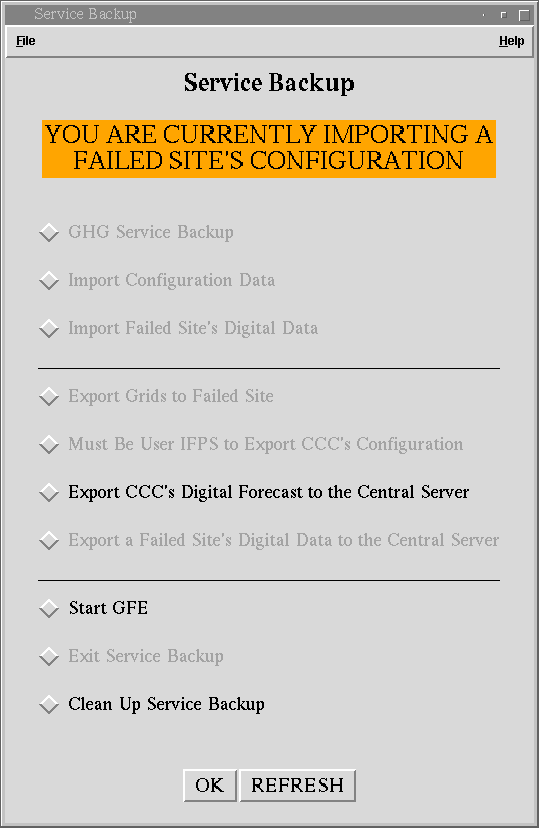 Service Backup
File Help
Service Backup
YOU ARE CURRENTLY IMPORTING A
FAILED SITE'S CONFIGURATION
GHG Service Backup
Import Configuration Data
Import Failed Site's Digital Data
Export Grids to Failed Site
Must Be User IFPS to Export CCC's Configuration
Export CCC's Digital Forecast to the Central Server
Export a Failed Site's Digital Data to the Central Server
Start GFE
Exit Service Backup
Clean Up Service Backup
OK REFRESH